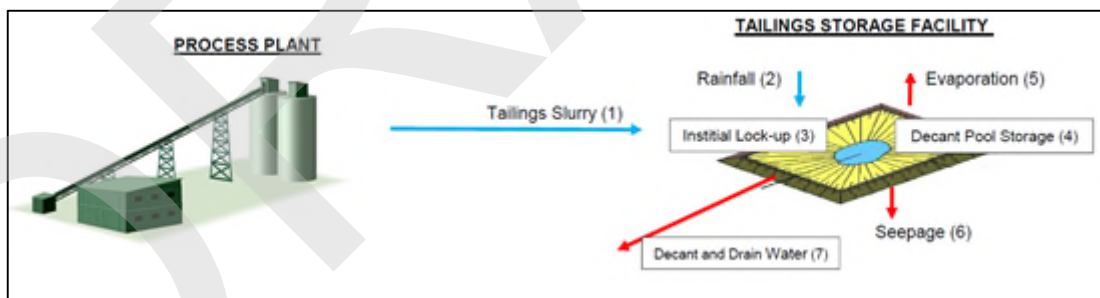 PROCESS PLANT
TAILINGS STORAGE FACILITY
Rainfall (2)
Evaporation (5)
Tailings Slurry (1)
Institial Lock-up (3)
Decant Pool Storage (4)
Seepage (6)
Decant and Drain Water (7)